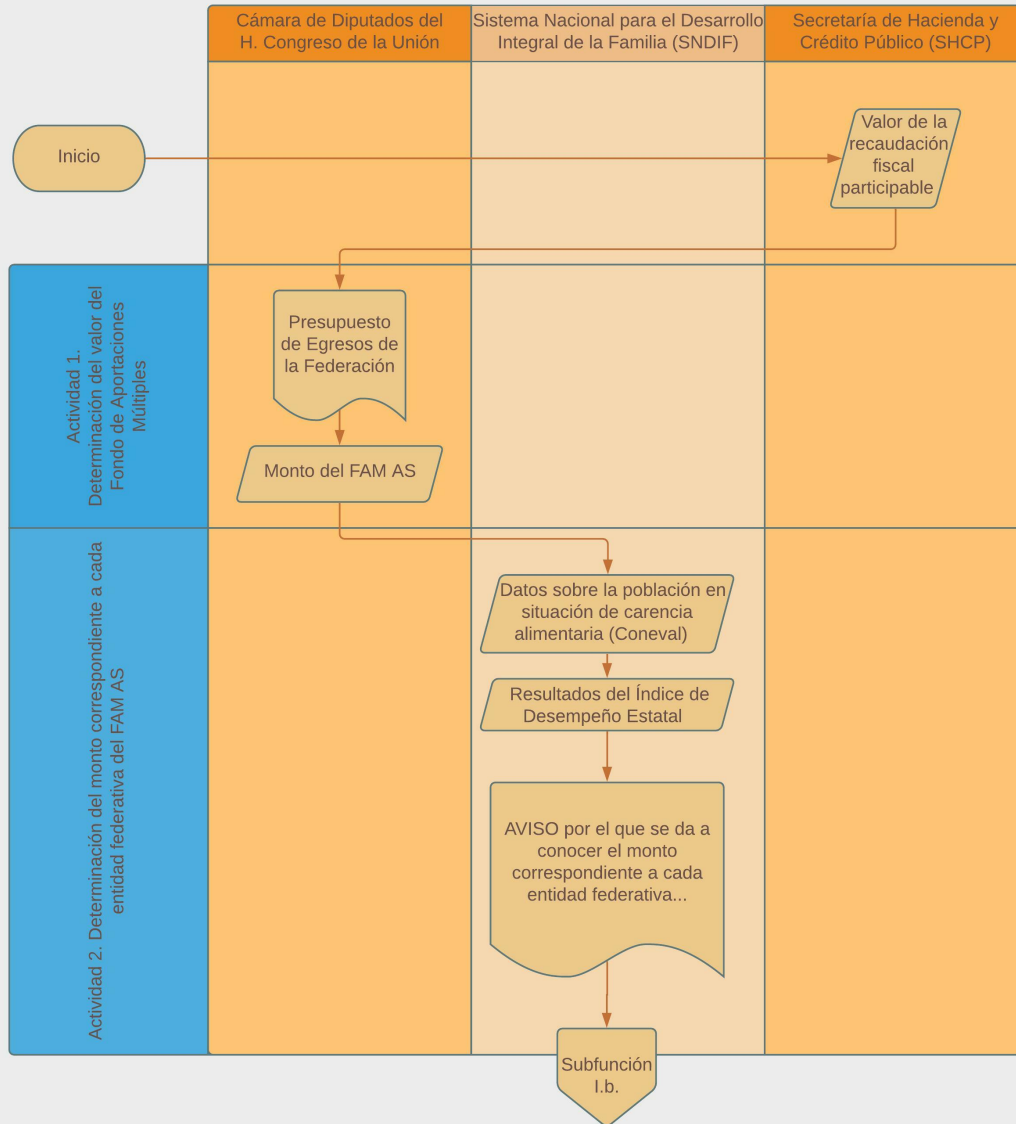 Cámara de Diputados del
H. Congreso de la Unión
Sistema Nacional para el Desarrollo
Integral de la Familia (SNDIF)
Secretaría de Hacienda y
Crédito Público (SHCP)
Inicio
Valor de la
recaudación
fiscal
participable
Actividad 1.
Determinación del valor del
Fondo de Aportaciones
Múltiples
Presupuesto
de Egresos de
la Federación
Monto del FAM AS
Actividad 2. Determinación del monto correspondiente a cada
entidad federativa del FAM AS
Datos sobre la población en
situación de carencia
alimentaria (Coneval)
Resultados del Índice de
Desempeño Estatal
AVISO por el que se da a
conocer el monto
correspondiente a cada
entidad federativa...
Subfunción
I.b.